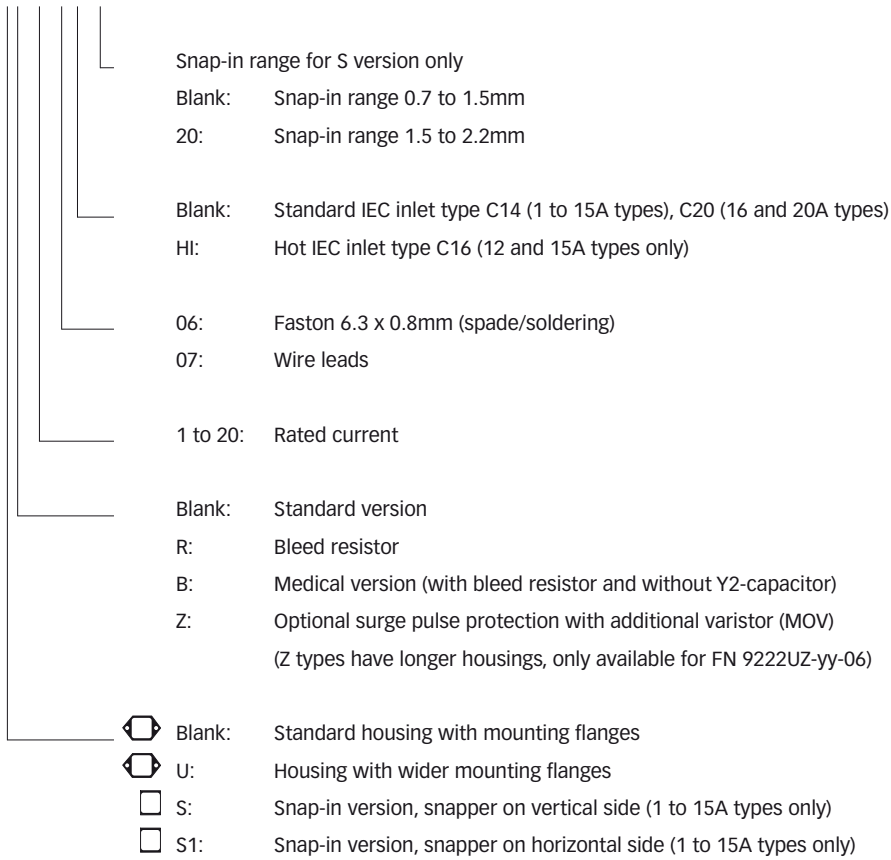 Snap-in range for S version only
Blank: Snap-in range 0.7 to 1.5mm
20: Snap-in range 1.5 to 2.2mm
Blank: Standard IEC inlet type C14 (1 to 15A types), C20 (16 and 20A types)
HI: Hot IEC inlet type C16 (12 and 15A types only)
06: Faston 6.3 x 0.8mm (spade/soldering)
07: Wire leads
1 to 20: Rated current
Blank: Standard version
R: Bleed resistor
B: Medical version (with bleed resistor and without Y2-capacitor)
Z: Optional surge pulse protection with additional varistor (MOV)
(Z types have longer housings, only available for FN 9222UZ-yy-06)
Blank: Standard housing with mounting flanges
U: Housing with wider mounting flanges
S: Snap-in version, snapper on vertical side (1 to 15A types only)
S1: Snap-in version, snapper on horizontal side (1 to 15A types only)